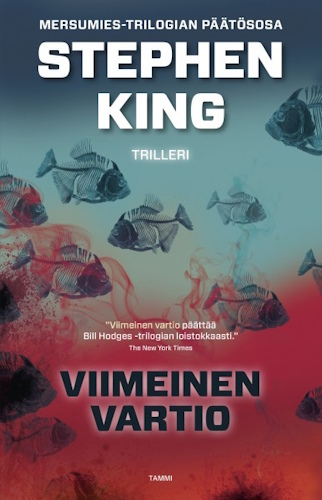 MERSUMIES-TRILOGIAN PÄÄTÖSOSA
STEPHEN
KING
TRILLERI
"Viimeinen vartio päättää
Bill Hodges -trilogian loistokkaasti."
The New York Times
VIIMEINEN
VARTIO
TAMMI